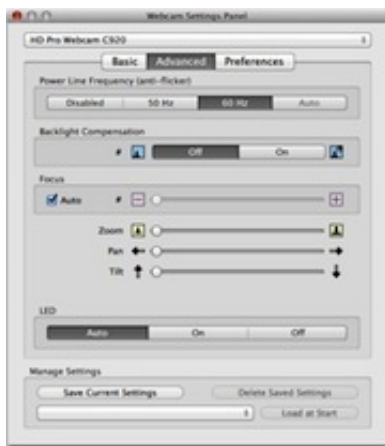 Webcam Settings Panel
HD Pro Webcam C920
Basic Advanced Preferences
Power Line Frequency (anti-flicker)
Disabled 50 Hz 60 Hz Auto
Backlight Compensation
# Off On
Focus
Auto # 
Zoom
Pan
Tilt
LED
Auto On Off
Manage Settings
Save Current Settings Delete Saved Settings
Load at Start